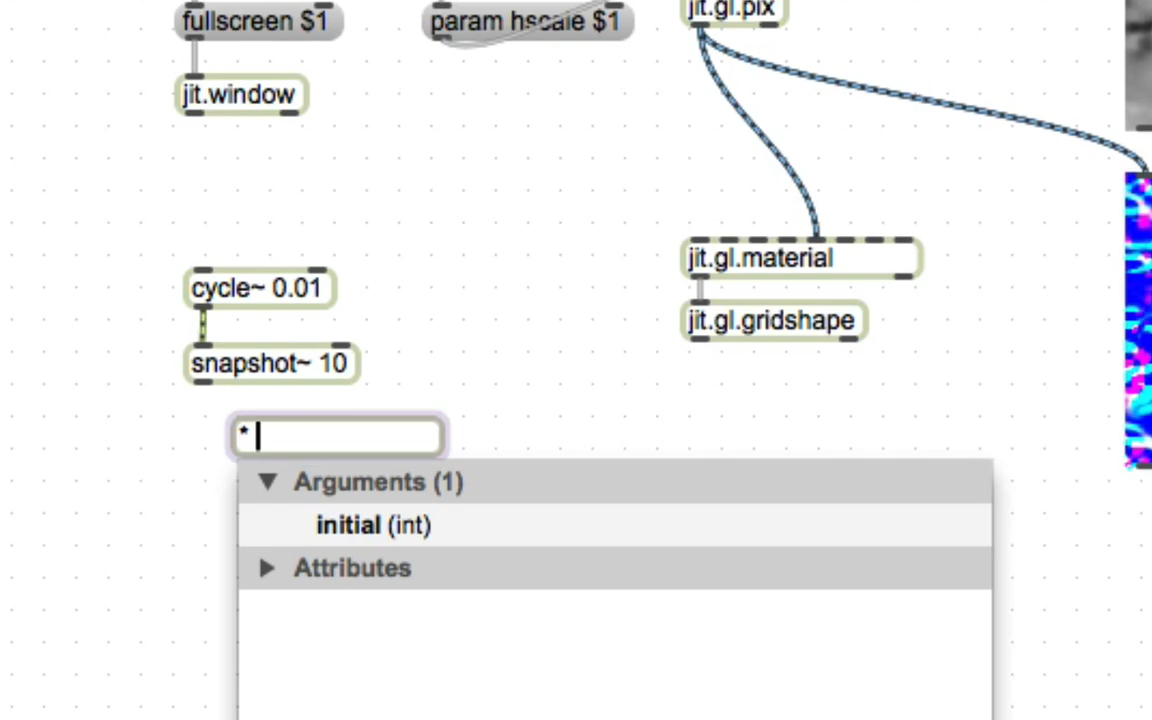 fullscreen $1
param hscale $1
jit.gl.pix
jit.window
jit.gl.material
cycle~ 0.01
jit.gl.gridshape
snapshot~ 10
*
Arguments (1)
initial (int)
Attributes